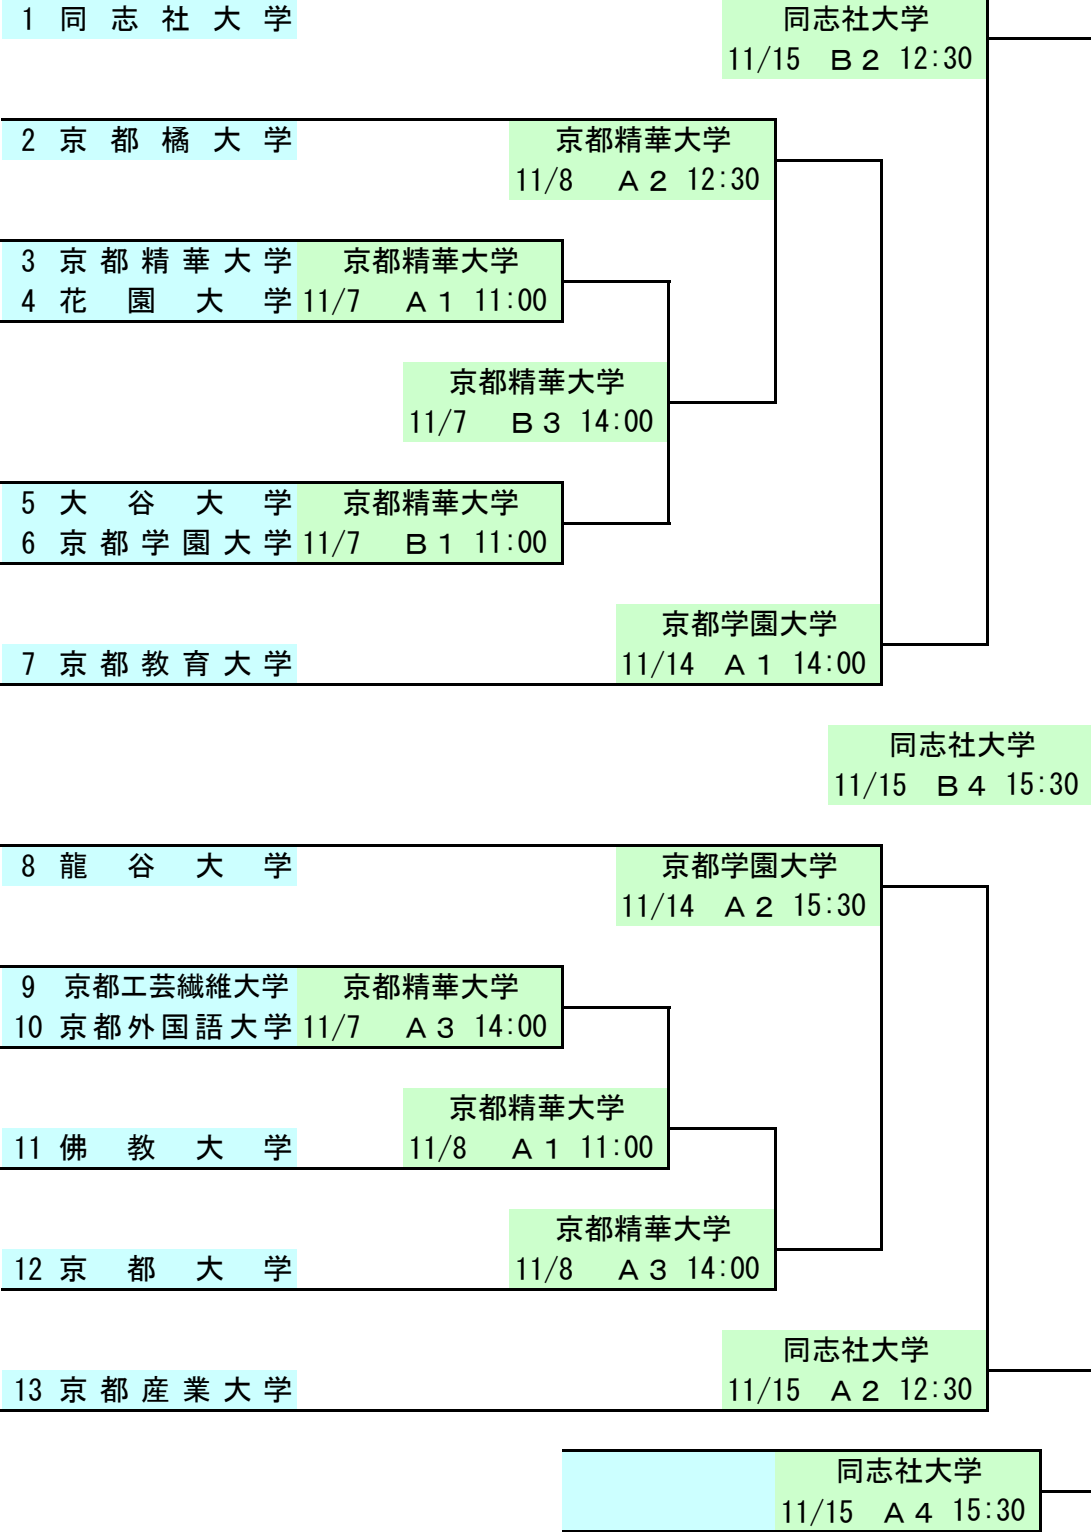 1 同志社大学 同志社大学
11/15 B2 12:30
2 京都橘大学 京都精華大学
11/8 A2 12:30
3 京都精華大学 京都精華大学
4 花園大学 11/7 A1 11:00
京都精華大学
11/7 B3 14:00
5 大谷大学 京都精華大学
6 京都学園大学 11/7 B1 11:00
京都学園大学
7 京都教育大学 11/14 A1 14:00
同志社大学
11/15 B4 15:30
8 龍谷大学 京都学園大学
11/14 A2 15:30
9 京都工芸繊維大学 京都精華大学
10 京都外国語大学 11/7 A3 14:00
京都精華大学
11 佛教大学 11/8 A1 11:00
京都精華大学
12 京都大学 11/8 A3 14:00
同志社大学
13 京都産業大学 11/15 A2 12:30
同志社大学
11/15 A4 15:30